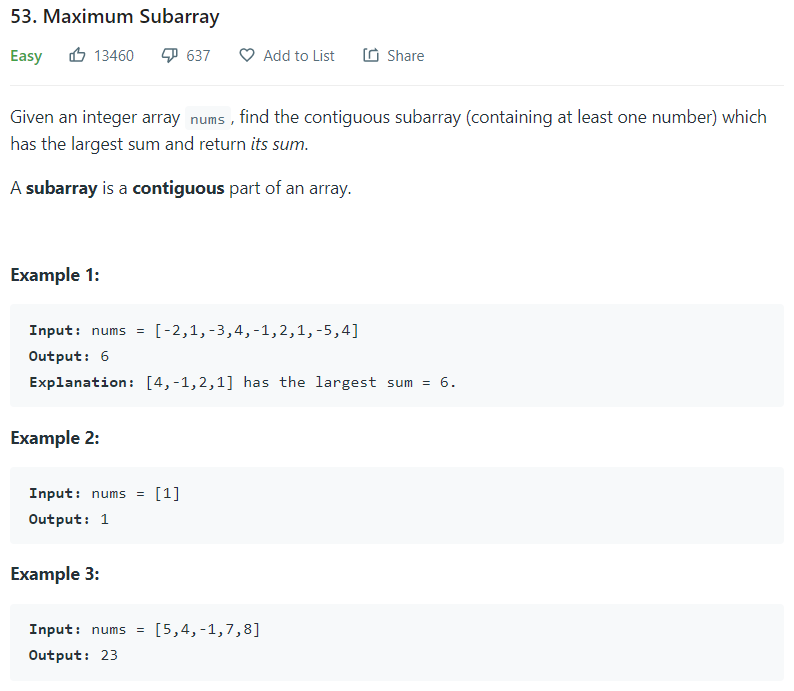 53. Maximum Subarray
Easy 13460 637 Add to List Share
Given an integer array nums , find the contiguous subarray (containing at least one number) which
has the largest sum and return its sum.
A subarray is a contiguous part of an array.
Example 1:
Input: nums = [-2,1,-3,4,-1,2,1,-5,4]
Output: 6
Explanation: [4,-1,2,1] has the largest sum = 6.
Example 2:
Input: nums = [1]
Output: 1
Example 3:
Input: nums = [5,4,-1,7,8]
Output: 23